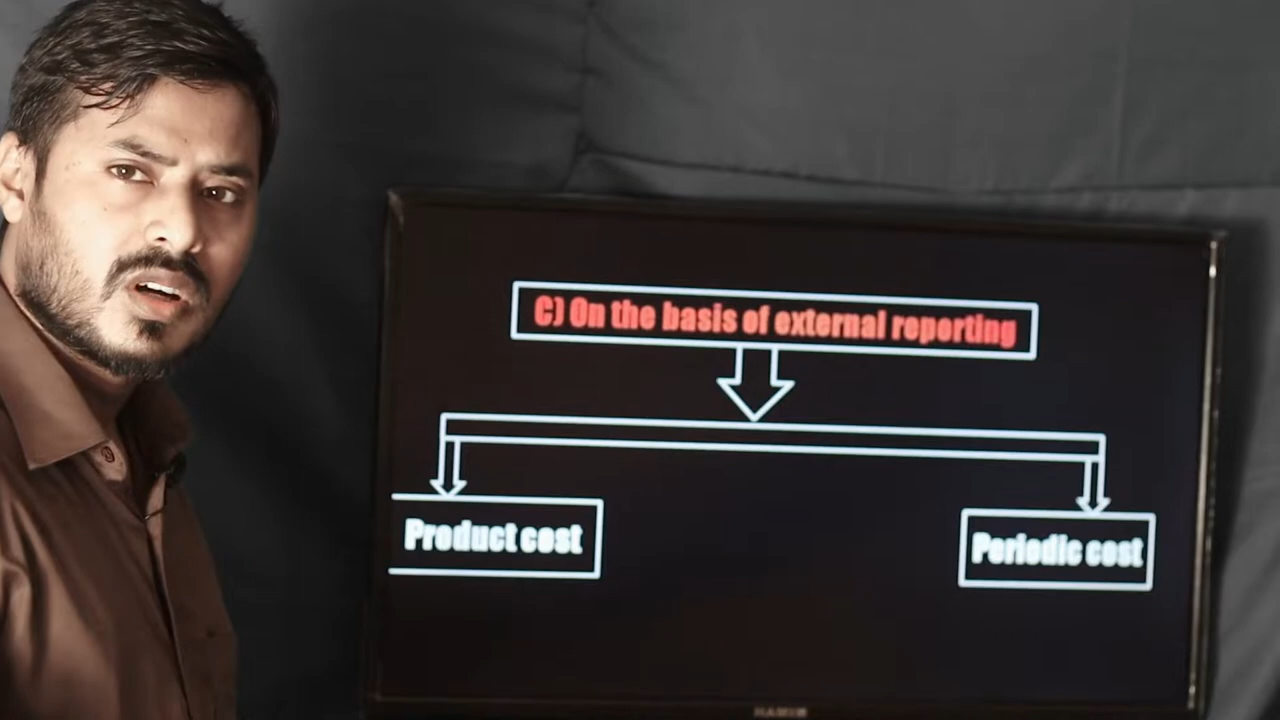 C) On the basis of external reporting
Product cost
Periodic cost